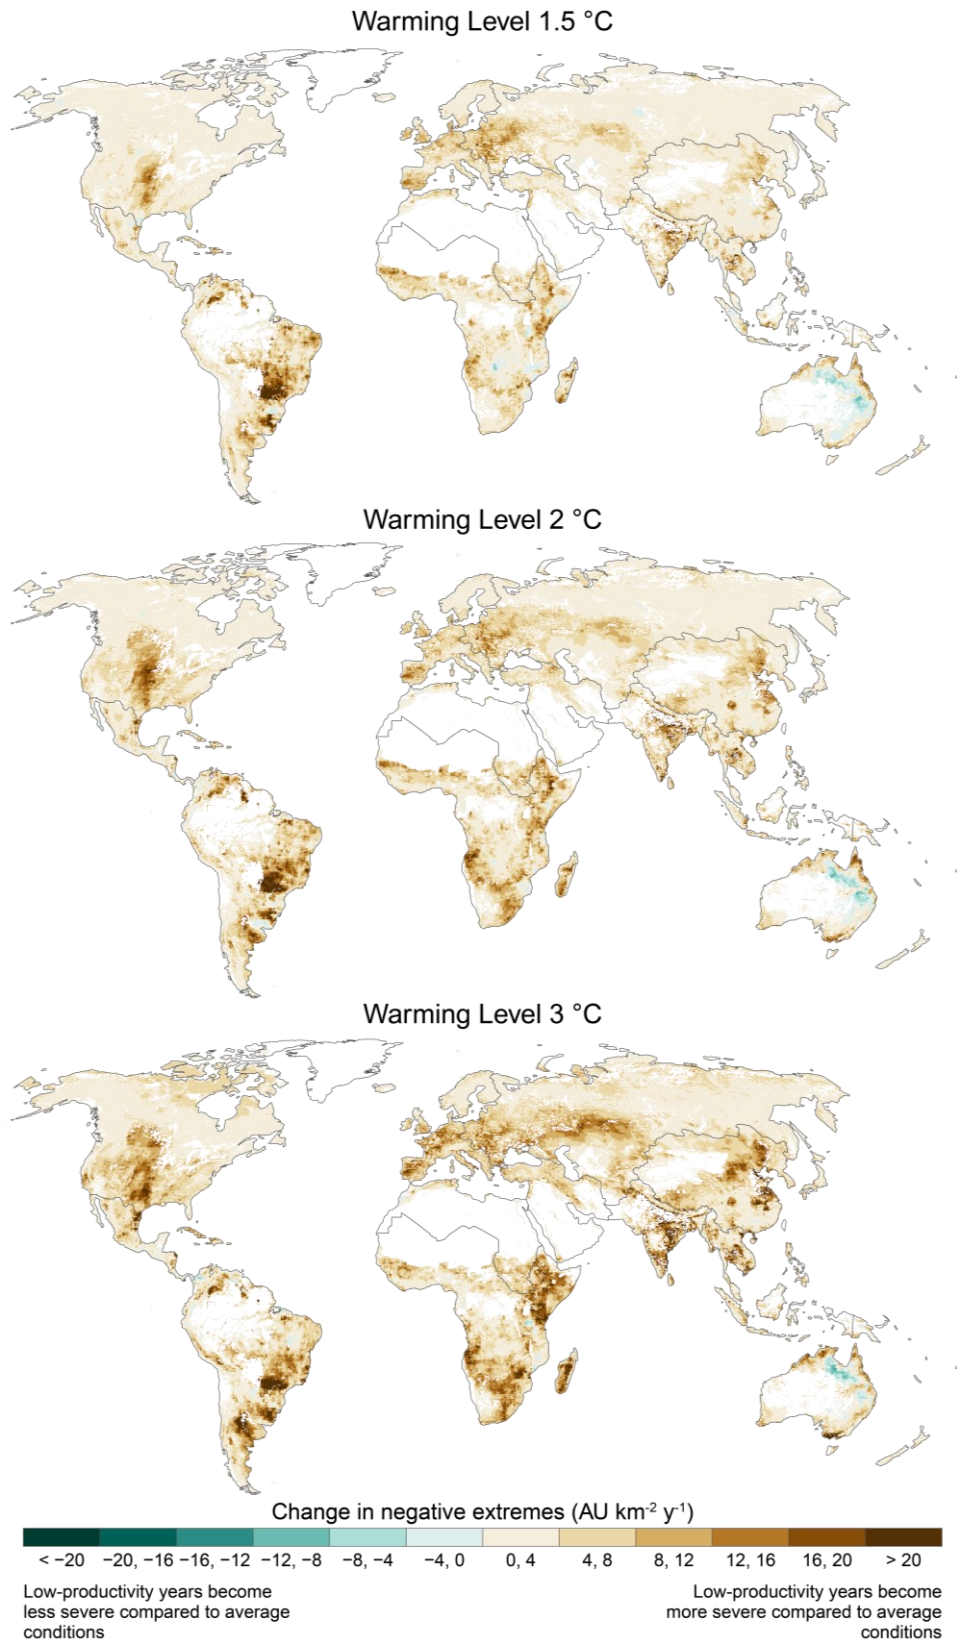 Warming Level 1.5 °C
Warming Level 2 °C
Warming Level 3 °C
Change in negative extremes (AU km⁻² y⁻¹)
< −20 −20, −16 −16, −12 −12, −8 −8, −4 −4, 0 0, 4 4, 8 8, 12 12, 16 16, 20 > 20
Low-productivity years become
less severe compared to average
conditions
Low-productivity years become
more severe compared to average
conditions